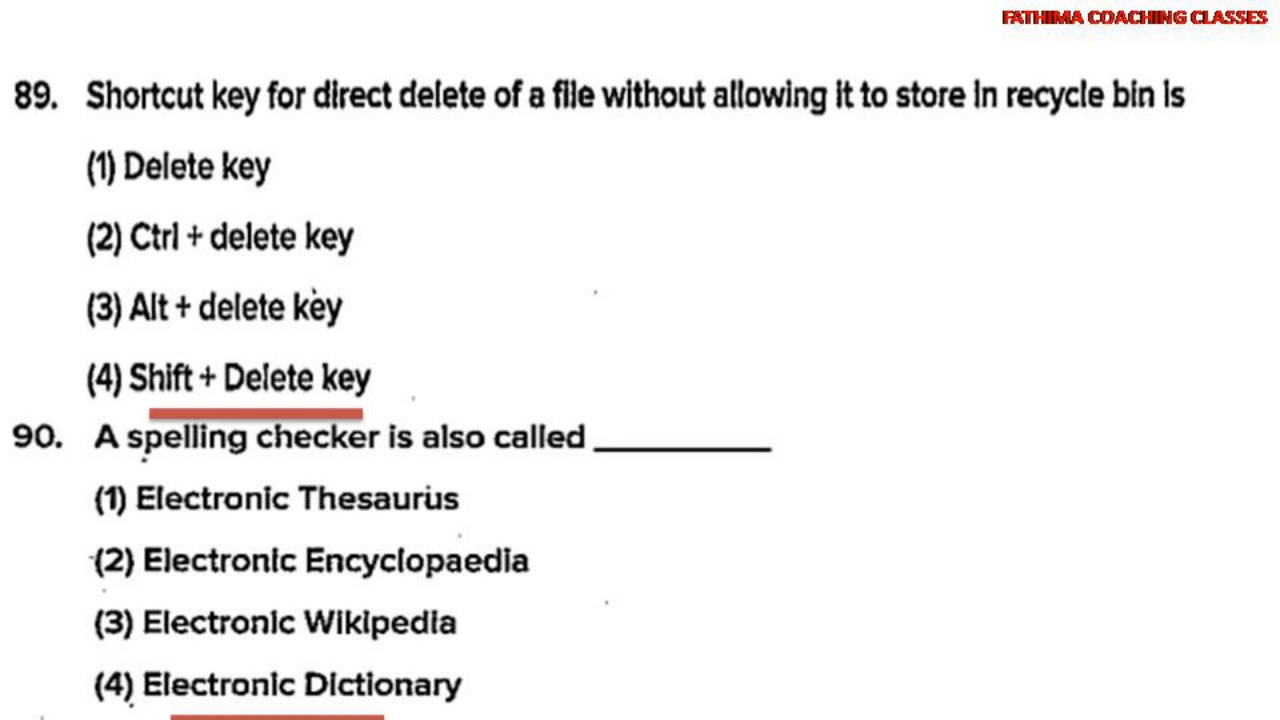 FATHIMA COACHING CLASSES
89. Shortcut key for direct delete of a file without allowing it to store in recycle bin is
(1) Delete key
(2) Ctrl + delete key
(3) Alt + delete key
(4) Shift + Delete key
90. A spelling checker is also called __________
(1) Electronic Thesaurus
(2) Electronic Encyclopaedia
(3) Electronic Wikipedia
(4) Electronic Dictionary